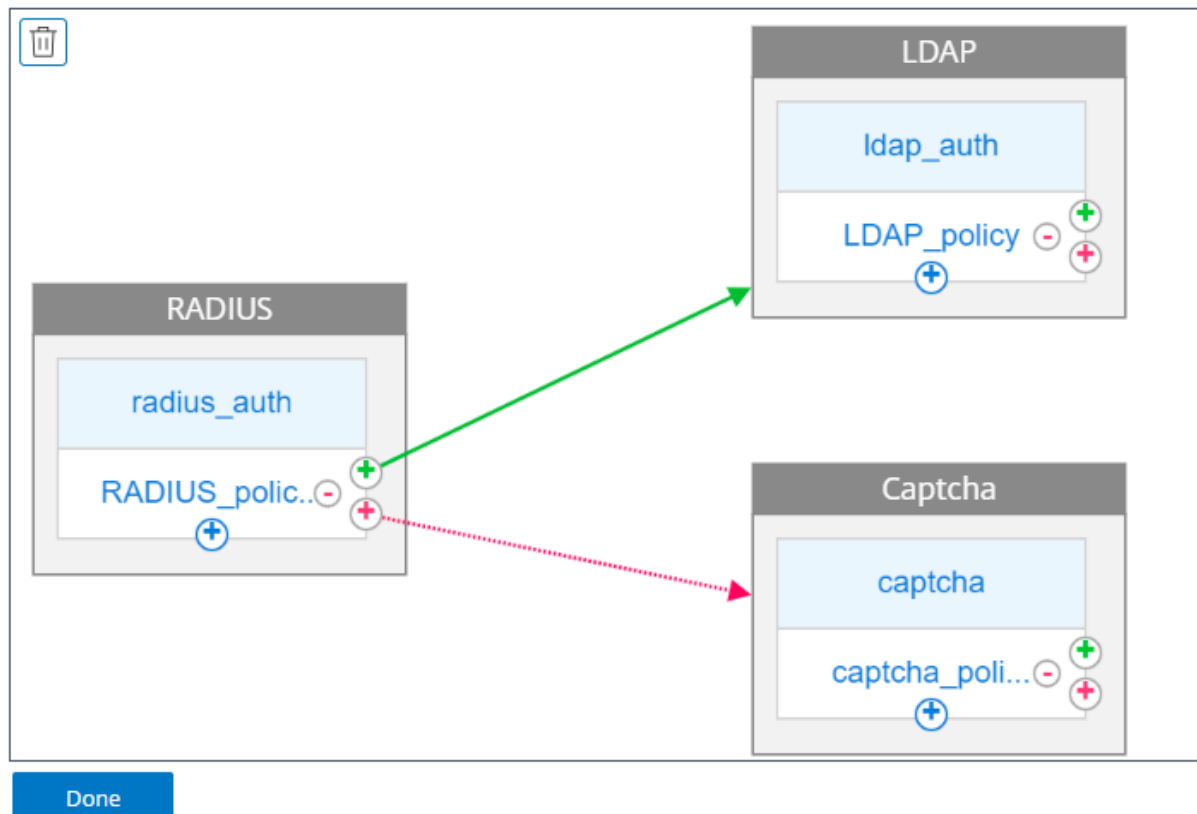 LDAP
ldap_auth
LDAP_policy
RADIUS
radius_auth
RADIUS_polic..
Captcha
captcha
captcha_poli...
Done